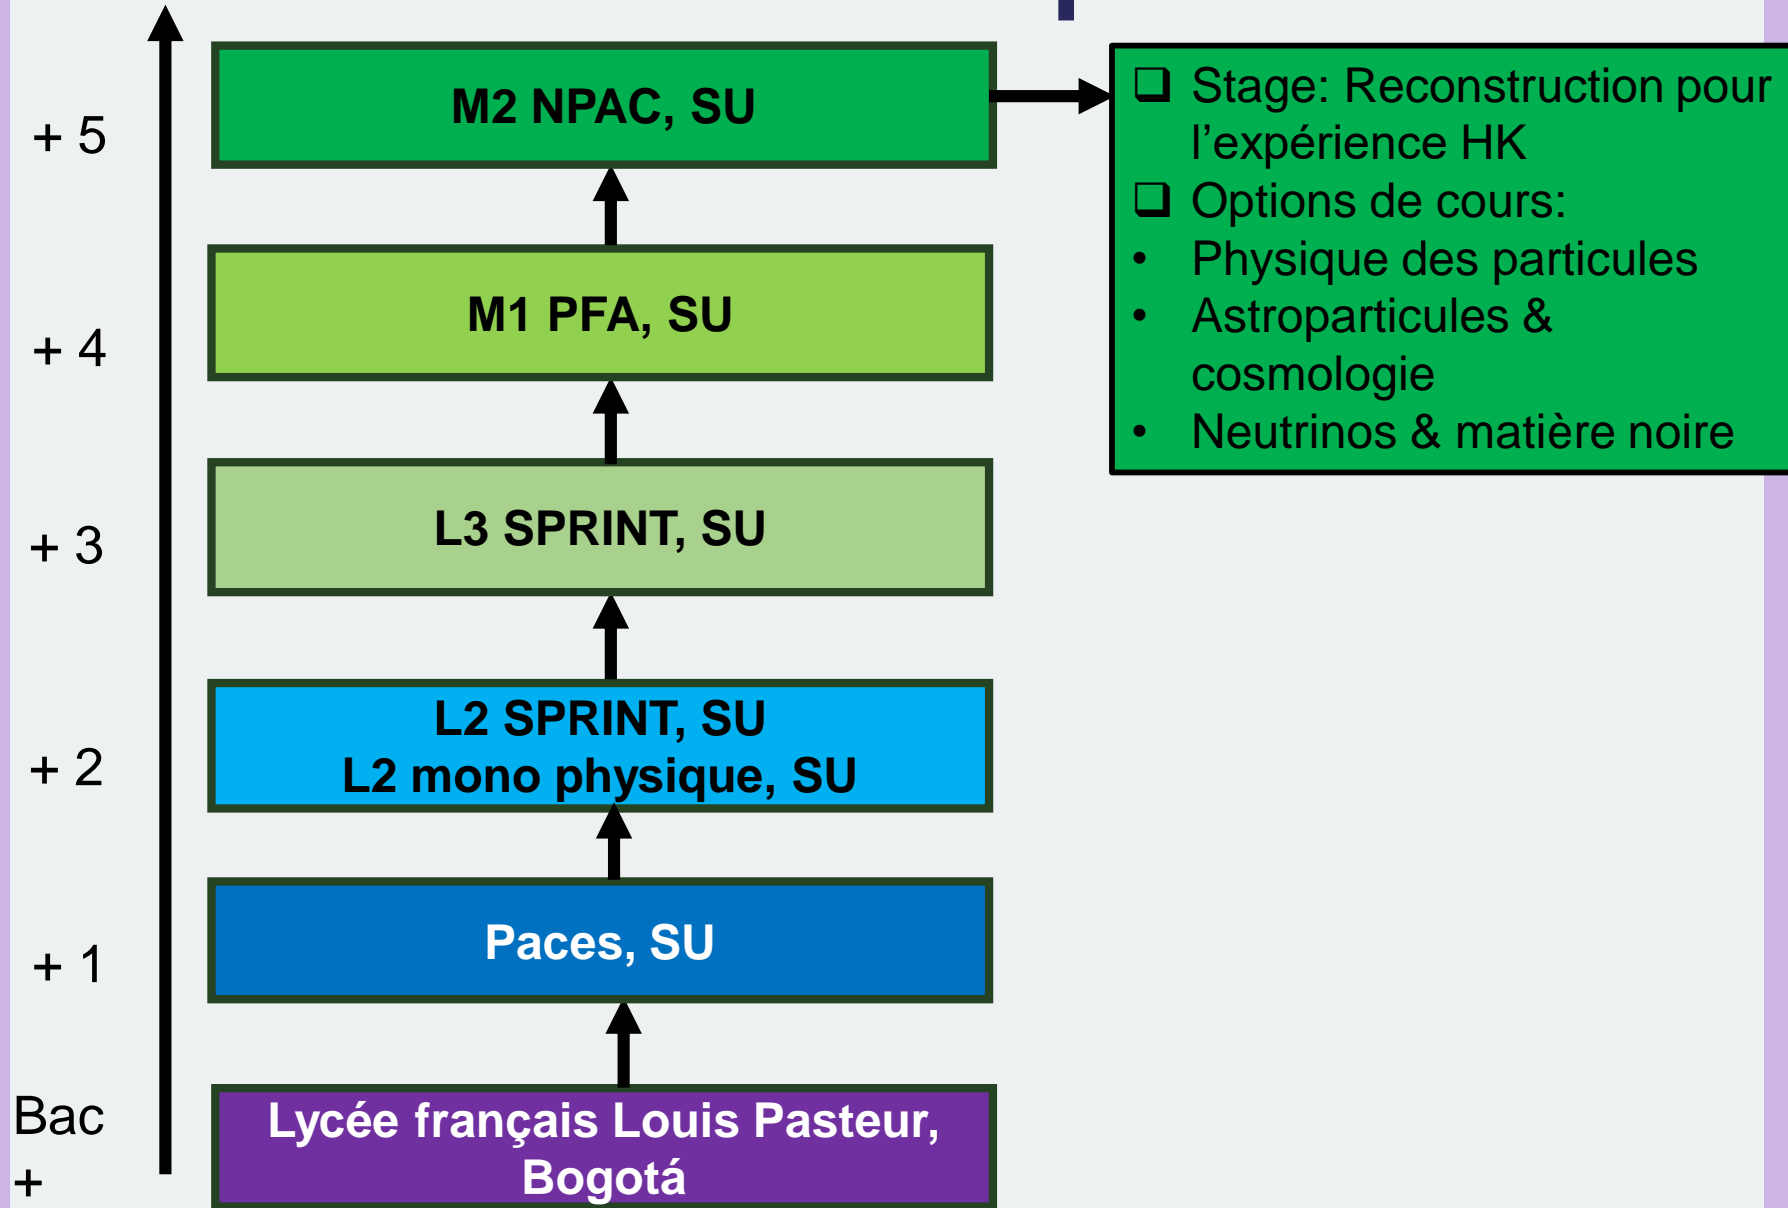 + 5
M2 NPAC, SU
❑ Stage: Reconstruction pour
l’expérience HK
❑ Options de cours:
• Physique des particules
• Astroparticules &
cosmologie
• Neutrinos & matière noire
+ 4
M1 PFA, SU
+ 3
L3 SPRINT, SU
+ 2
L2 SPRINT, SU
L2 mono physique, SU
+ 1
Paces, SU
Bac
+
Lycée français Louis Pasteur,
Bogotá